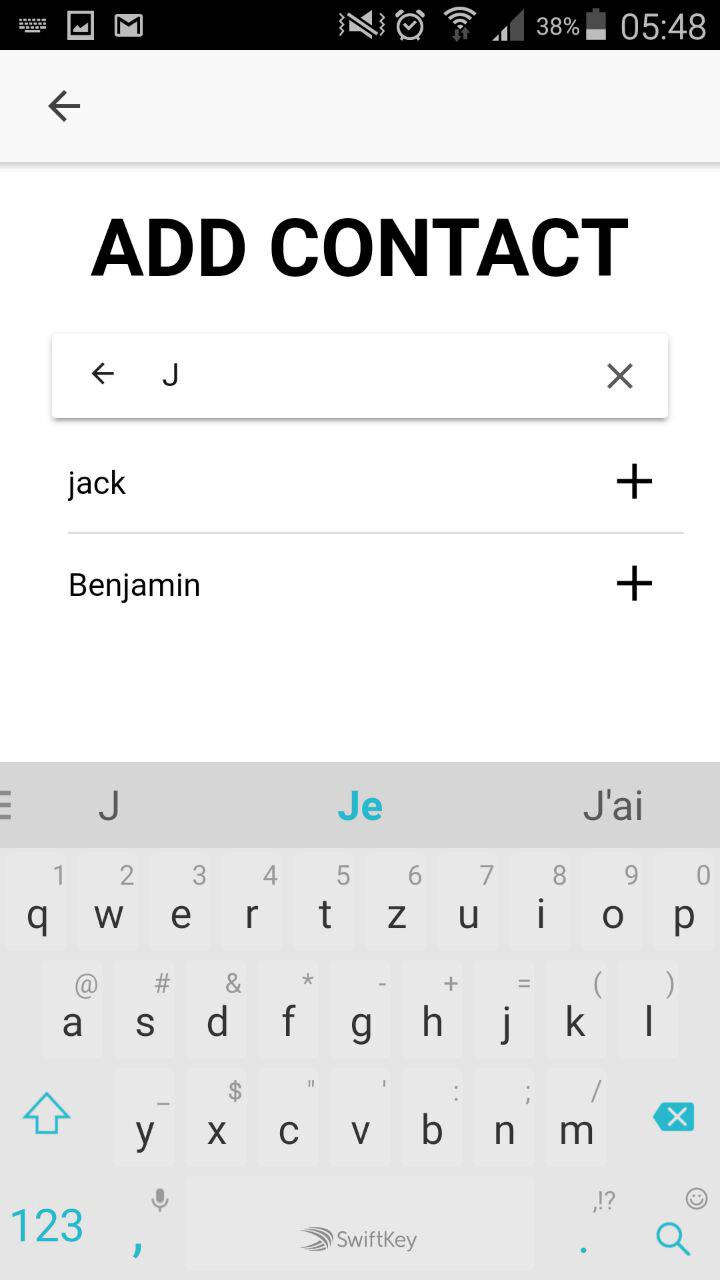 38% 05:48
ADD CONTACT
J
jack
Benjamin
J Je J'ai
1 2 3 4 5 6 7 8 9 0
q w e r t z u i o p
@ # & * - + = ( )
a s d f g h j k l
_ $ " ' : ; /
y x c v b n m
,!?
123 , SwiftKey .